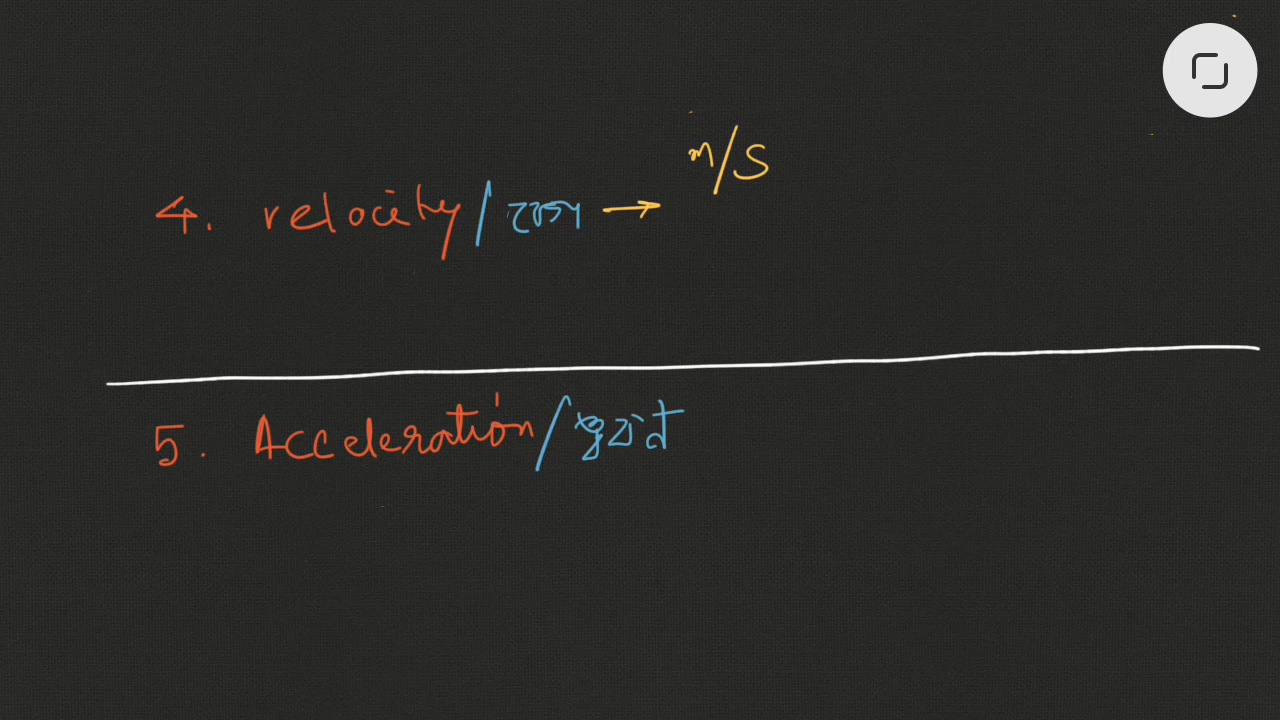 4. velocity/বেগ → m/s
5. Acceleration/ত্বরণ